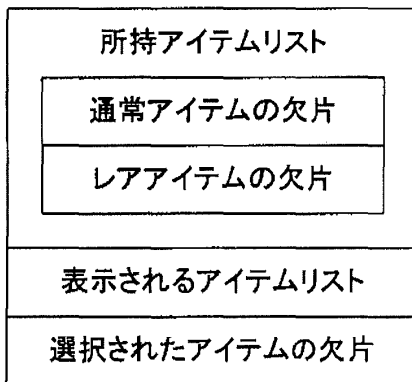 所持アイテムリスト
通常アイテムの欠片
レアアイテムの欠片
表示されるアイテムリスト
選択されたアイテムの欠片